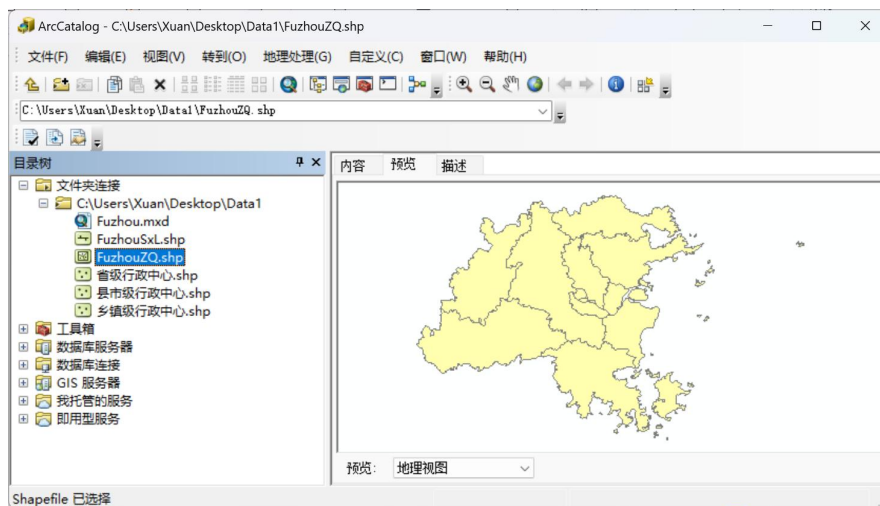 ArcCatalog - C:\Users\Xuan\Desktop\Data1\FuzhouZQ.shp
文件(F) 编辑(E) 视图(V) 转到(O) 地理处理(G) 自定义(C) 窗口(W) 帮助(H)
C:\Users\Xuan\Desktop\Data1\FuzhouZQ.shp
目录树
内容 预览 描述
文件夹连接
C:\Users\Xuan\Desktop\Data1
Fuzhou.mxd
FuzhouSxL.shp
FuzhouZQ.shp
省级行政中心.shp
县市级行政中心.shp
乡镇级行政中心.shp
工具箱
数据库服务器
数据库连接
GIS 服务器
我托管的服务
即用型服务
预览: 地理视图
Shapefile 已选择